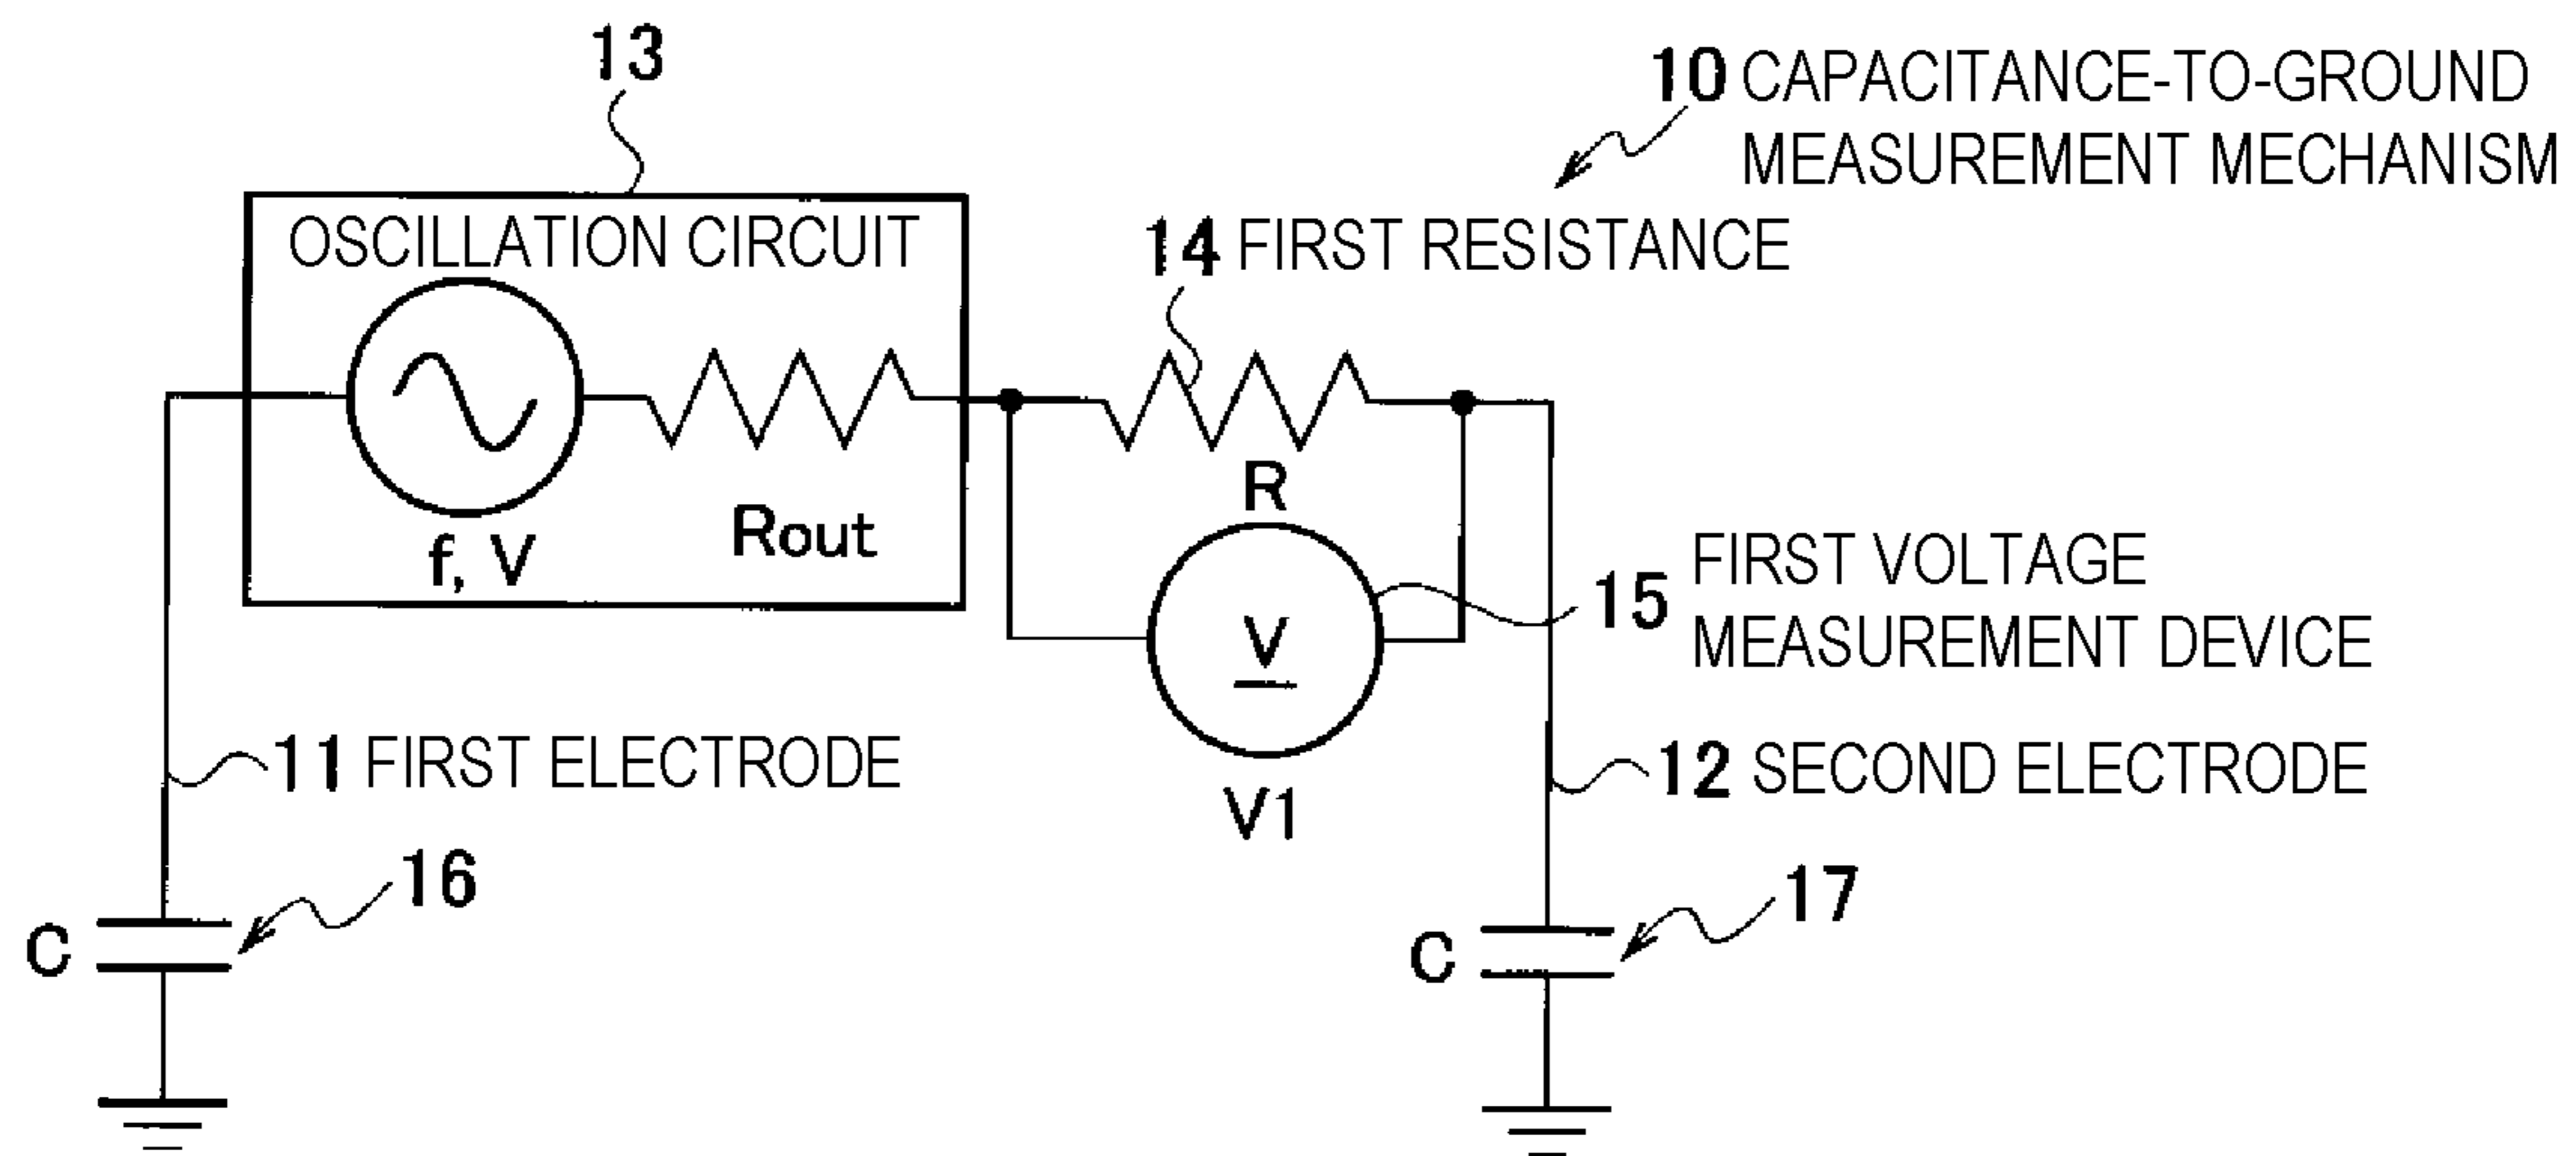 13
10 CAPACITANCE-TO-GROUND
MEASUREMENT MECHANISM
OSCILLATION CIRCUIT
14 FIRST RESISTANCE
f, V
Rout
R
V
V1
15 FIRST VOLTAGE
MEASUREMENT DEVICE
11 FIRST ELECTRODE
12 SECOND ELECTRODE
16
C
17
C